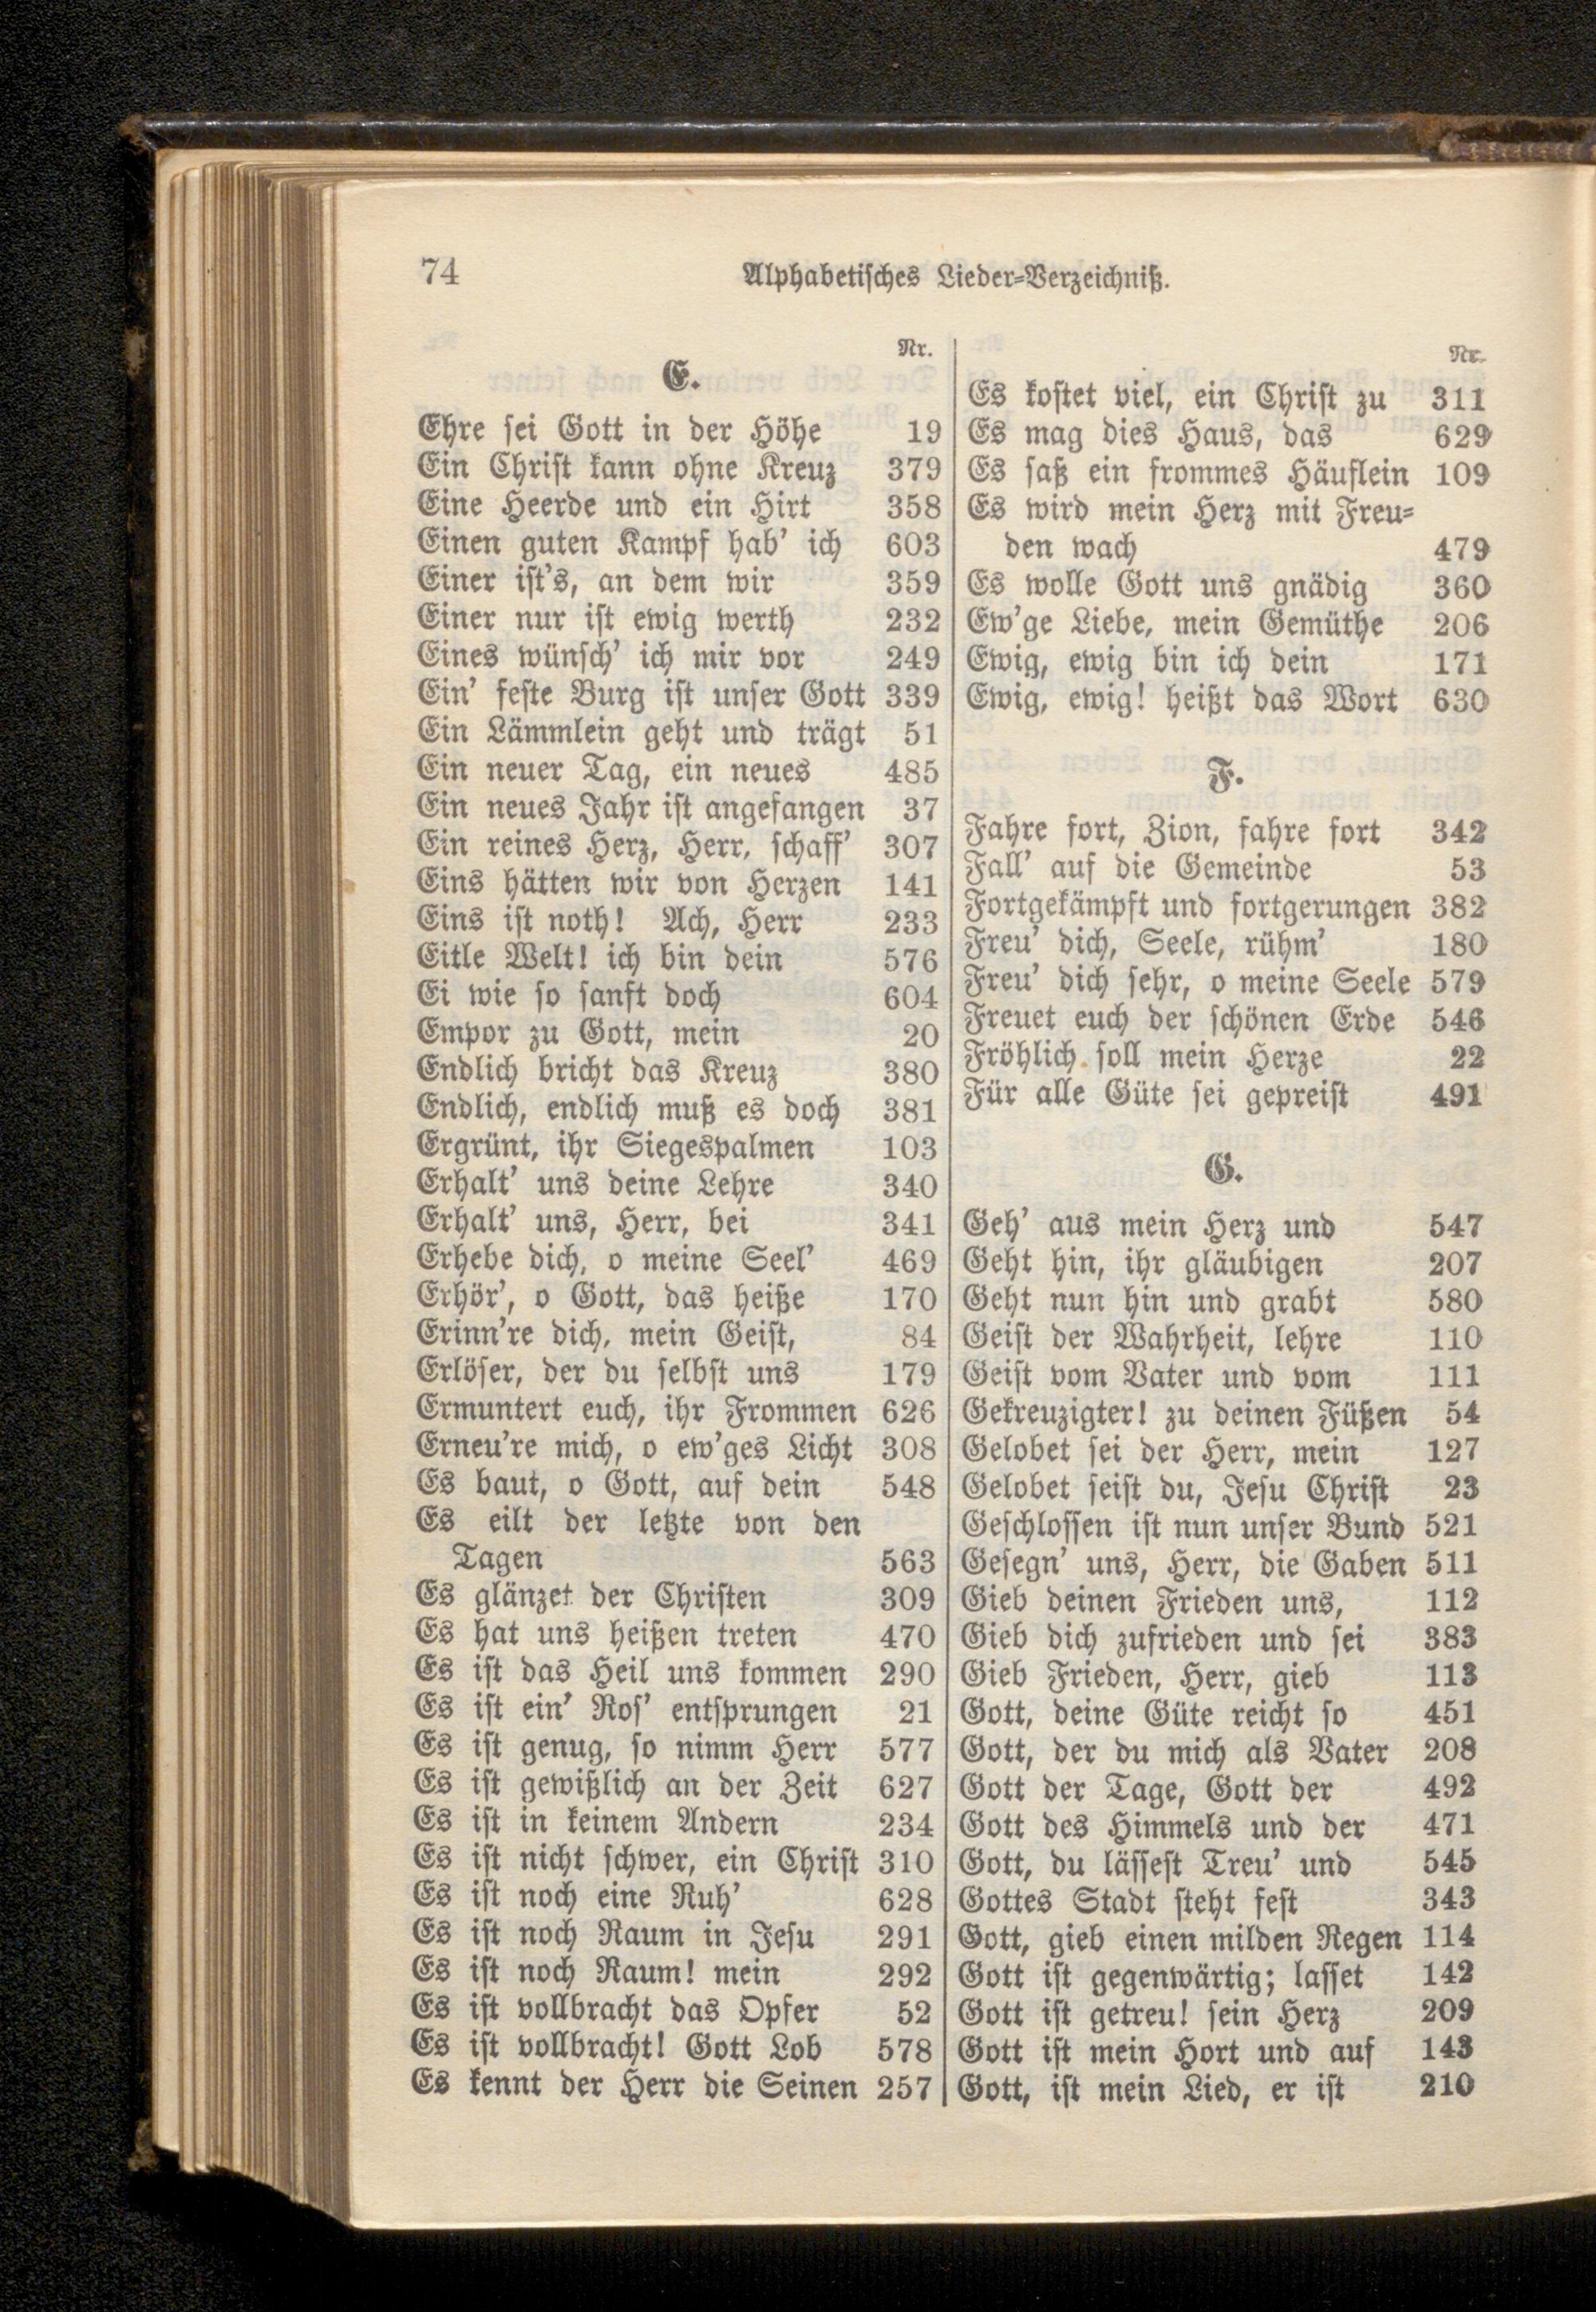 74
Alphabetisches Lieder=Verzeichniß.
Nr.
E.
Ehre sei Gott in der Höhe 19
Ein Christ kann ohne Kreuz 379
Eine Heerde und ein Hirt 358
Einen guten Kampf hab' ich 603
Einer ist's, an dem wir 359
Einer nur ist ewig werth 232
Eines wünsch' ich mir vor 249
Ein' feste Burg ist unser Gott 339
Ein Lämmlein geht und trägt 51
Ein neuer Tag, ein neues 485
Ein neues Jahr ist angefangen 37
Ein reines Herz, Herr, schaff' 307
Eins hätten wir von Herzen 141
Eins ist noth! Ach, Herr 233
Eitle Welt! ich bin dein 576
Ei wie so sanft doch 604
Empor zu Gott, mein 20
Endlich bricht das Kreuz 380
Endlich, endlich muß es doch 381
Ergrünt, ihr Siegespalmen 103
Erhalt' uns deine Lehre 340
Erhalt' uns, Herr, bei 341
Erhebe dich, o meine Seel' 469
Erhör', o Gott, das heiße 170
Erinn're dich, mein Geist, 84
Erlöser, der du selbst uns 179
Ermuntert euch, ihr Frommen 626
Erneu're mich, o ew'ges Licht 308
Es baut, o Gott, auf dein 548
Es eilt der letzte von den
Tagen 563
Es glänzet der Christen 309
Es hat uns heißen treten 470
Es ist das Heil uns kommen 290
Es ist ein' Ros' entsprungen 21
Es ist genug, so nimm Herr 577
Es ist gewißlich an der Zeit 627
Es ist in keinem Andern 234
Es ist nicht schwer, ein Christ 310
Es ist noch eine Ruh' 628
Es ist noch Raum in Jesu 291
Es ist noch Raum! mein 292
Es ist vollbracht das Opfer 52
Es ist vollbracht! Gott Lob 578
Es kennt der Herr die Seinen 257
Nr.
Es kostet viel, ein Christ zu 311
Es mag dies Haus, das 629
Es saß ein frommes Häuflein 109
Es wird mein Herz mit Freu=
den wach 479
Es wolle Gott uns gnädig 360
Ew'ge Liebe, mein Gemüthe 206
Ewig, ewig bin ich dein 171
Ewig, ewig! heißt das Wort 630
F.
Fahre fort, Zion, fahre fort 342
Fall' auf die Gemeinde 53
Fortgekämpft und fortgerungen 382
Freu' dich, Seele, rühm' 180
Freu' dich sehr, o meine Seele 579
Freuet euch der schönen Erde 546
Fröhlich soll mein Herze 22
Für alle Güte sei gepreist 491
G.
Geh' aus mein Herz und 547
Geht hin, ihr gläubigen 207
Geht nun hin und grabt 580
Geist der Wahrheit, lehre 110
Geist vom Vater und vom 111
Gekreuzigter! zu deinen Füßen 54
Gelobet sei der Herr, mein 127
Gelobet seist du, Jesu Christ 23
Geschlossen ist nun unser Bund 521
Gesegn' uns, Herr, die Gaben 511
Gieb deinen Frieden uns, 112
Gieb dich zufrieden und sei 383
Gieb Frieden, Herr, gieb 113
Gott, deine Güte reicht so 451
Gott, der du mich als Vater 208
Gott der Tage, Gott der 492
Gott des Himmels und der 471
Gott, du lässest Treu' und 545
Gottes Stadt steht fest 343
Gott, gieb einen milden Regen 114
Gott ist gegenwärtig; lasset 142
Gott ist getreu! sein Herz 209
Gott ist mein Hort und auf 143
Gott, ist mein Lied, er ist 210